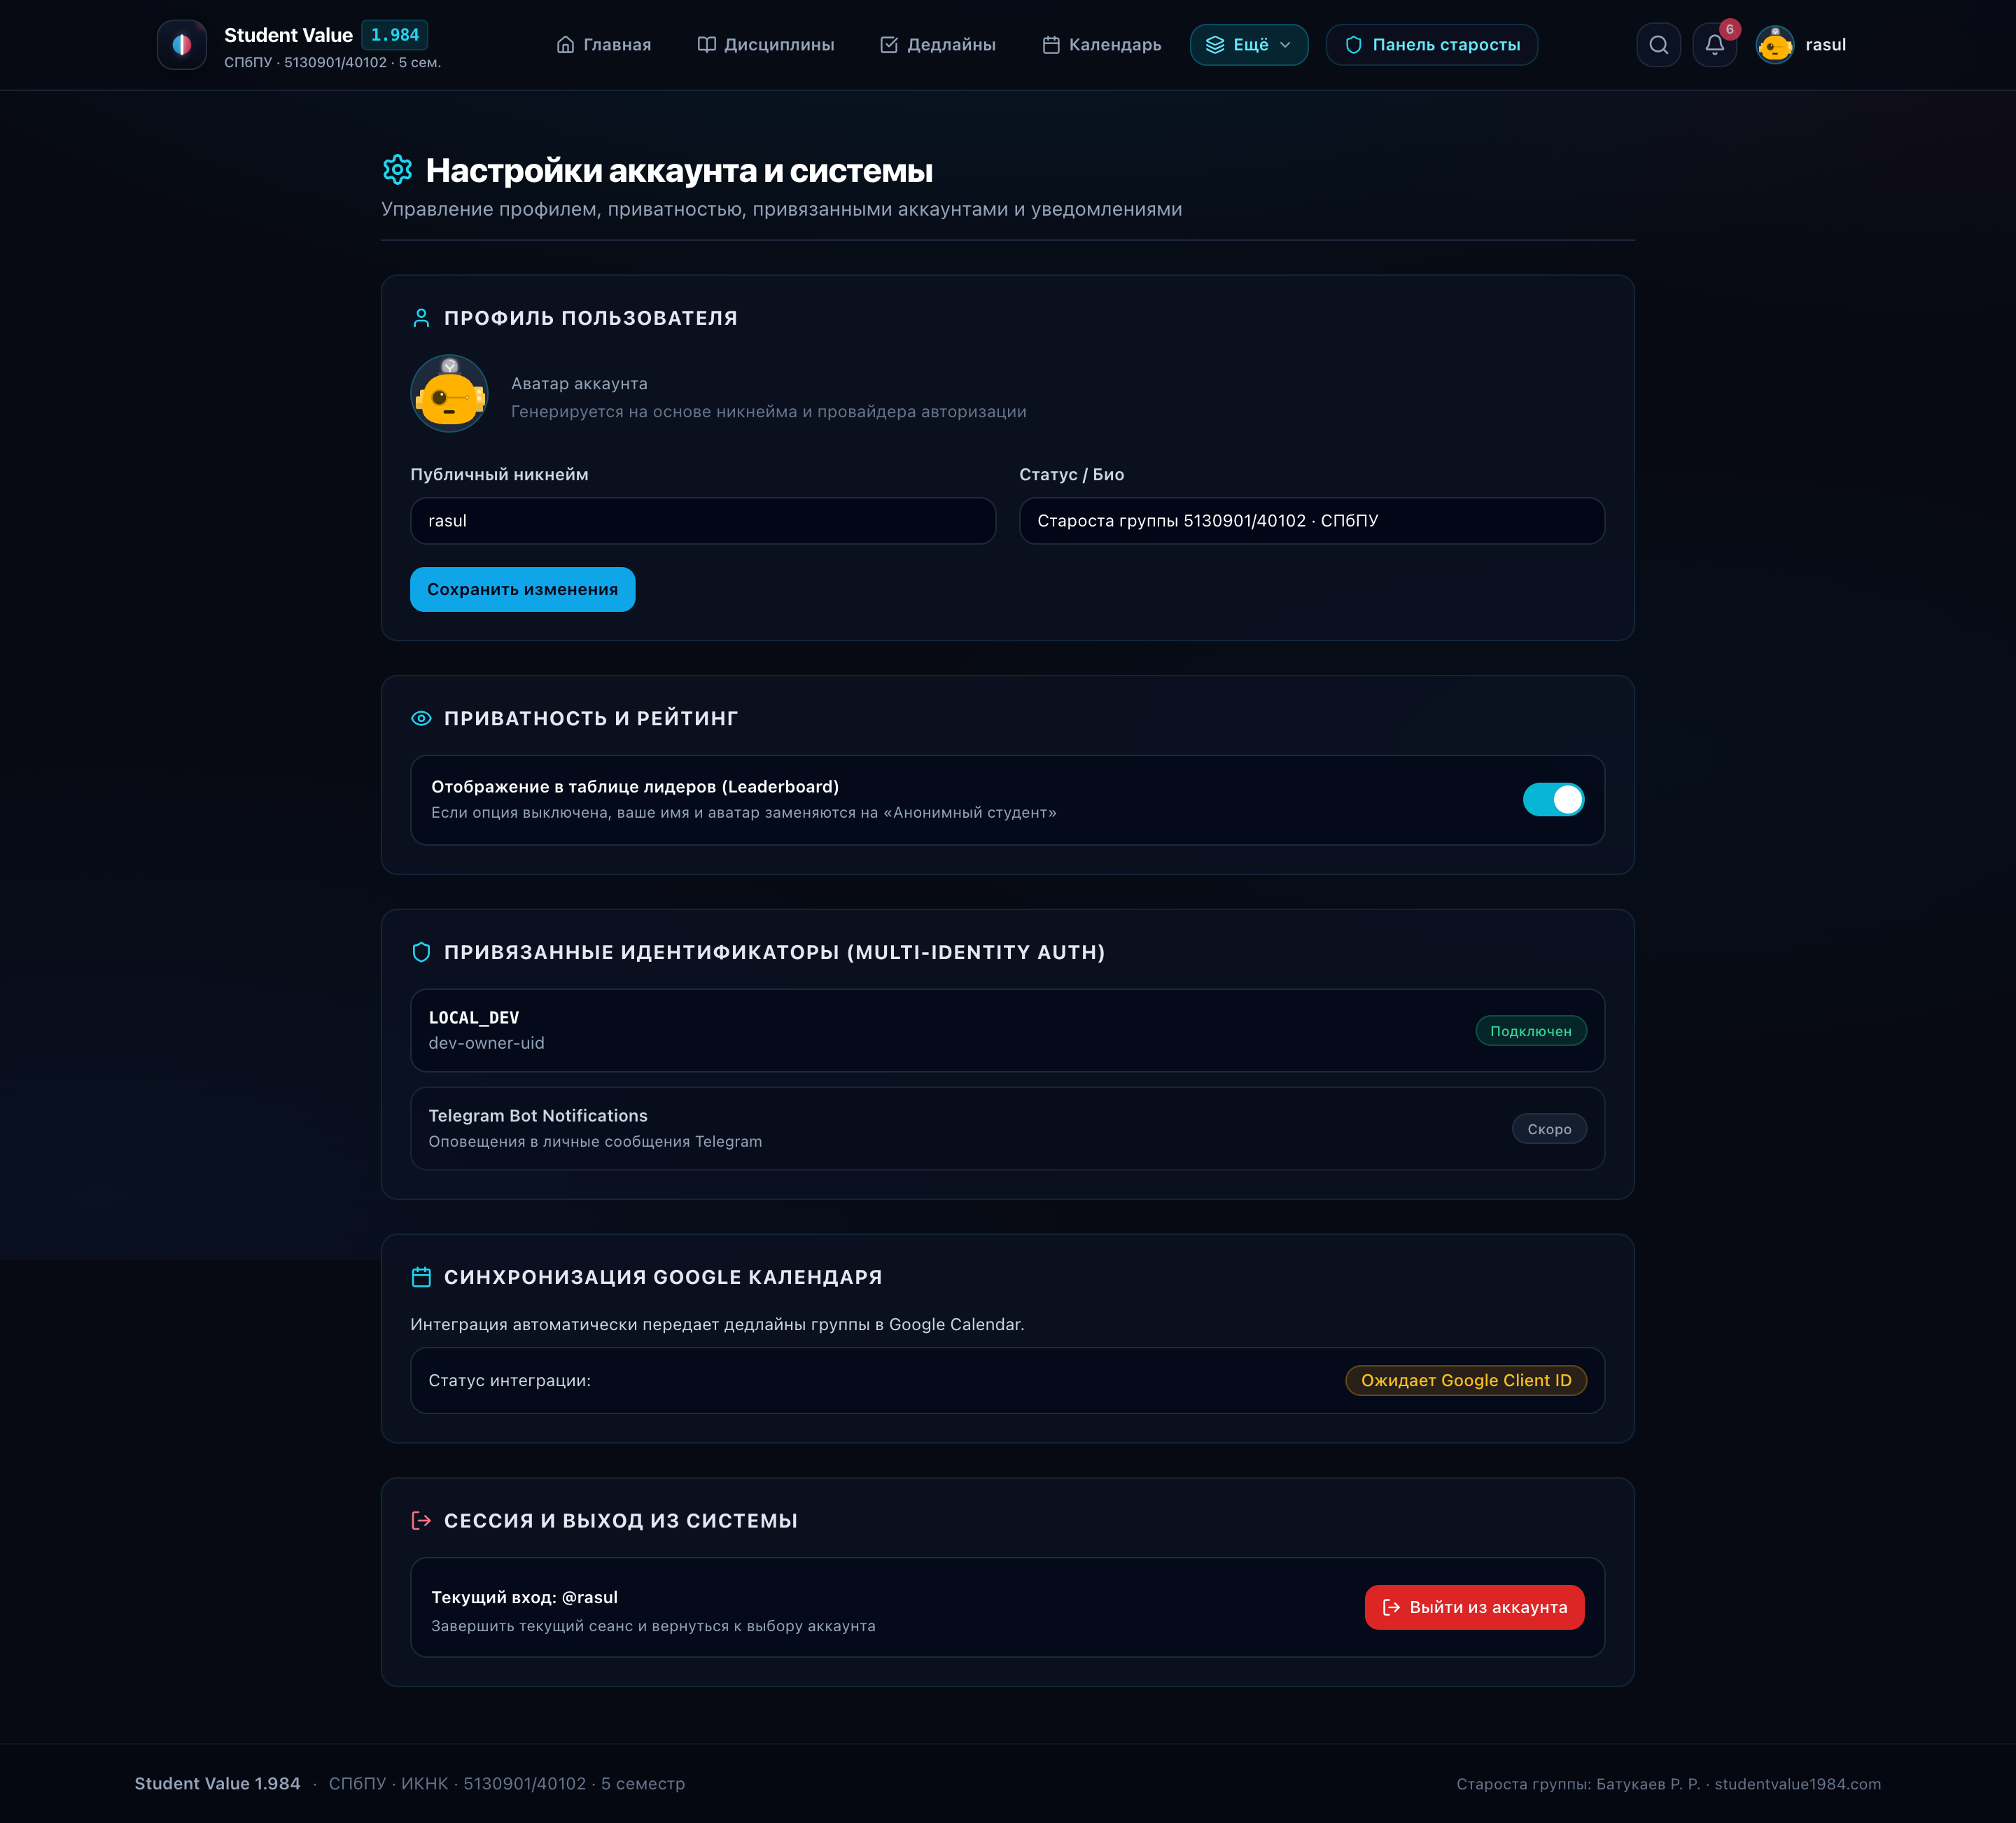 Student Value 1.984
СПбПУ · 5130901/40102 · 5 сем.
Главная
Дисциплины
Дедлайны
Календарь
Ещё
Панель старосты
6
rasul
Настройки аккаунта и системы
Управление профилем, приватностью, привязанными аккаунтами и уведомлениями
ПРОФИЛЬ ПОЛЬЗОВАТЕЛЯ
Аватар аккаунта
Генерируется на основе никнейма и провайдера авторизации
Публичный никнейм
rasul
Статус / Био
Староста группы 5130901/40102 · СПбПУ
Сохранить изменения
ПРИВАТНОСТЬ И РЕЙТИНГ
Отображение в таблице лидеров (Leaderboard)
Если опция выключена, ваше имя и аватар заменяются на «Анонимный студент»
ПРИВЯЗАННЫЕ ИДЕНТИФИКАТОРЫ (MULTI-IDENTITY AUTH)
LOCAL_DEV
dev-owner-uid
Подключен
Telegram Bot Notifications
Оповещения в личные сообщения Telegram
Скоро
СИНХРОНИЗАЦИЯ GOOGLE КАЛЕНДАРЯ
Интеграция автоматически передает дедлайны группы в Google Calendar.
Статус интеграции:
Ожидает Google Client ID
СЕССИЯ И ВЫХОД ИЗ СИСТЕМЫ
Текущий вход: @rasul
Завершить текущий сеанс и вернуться к выбору аккаунта
Выйти из аккаунта
Student Value 1.984 · СПбПУ · ИКНК · 5130901/40102 · 5 семестр
Староста группы: Батукаев Р. Р. · studentvalue1984.com